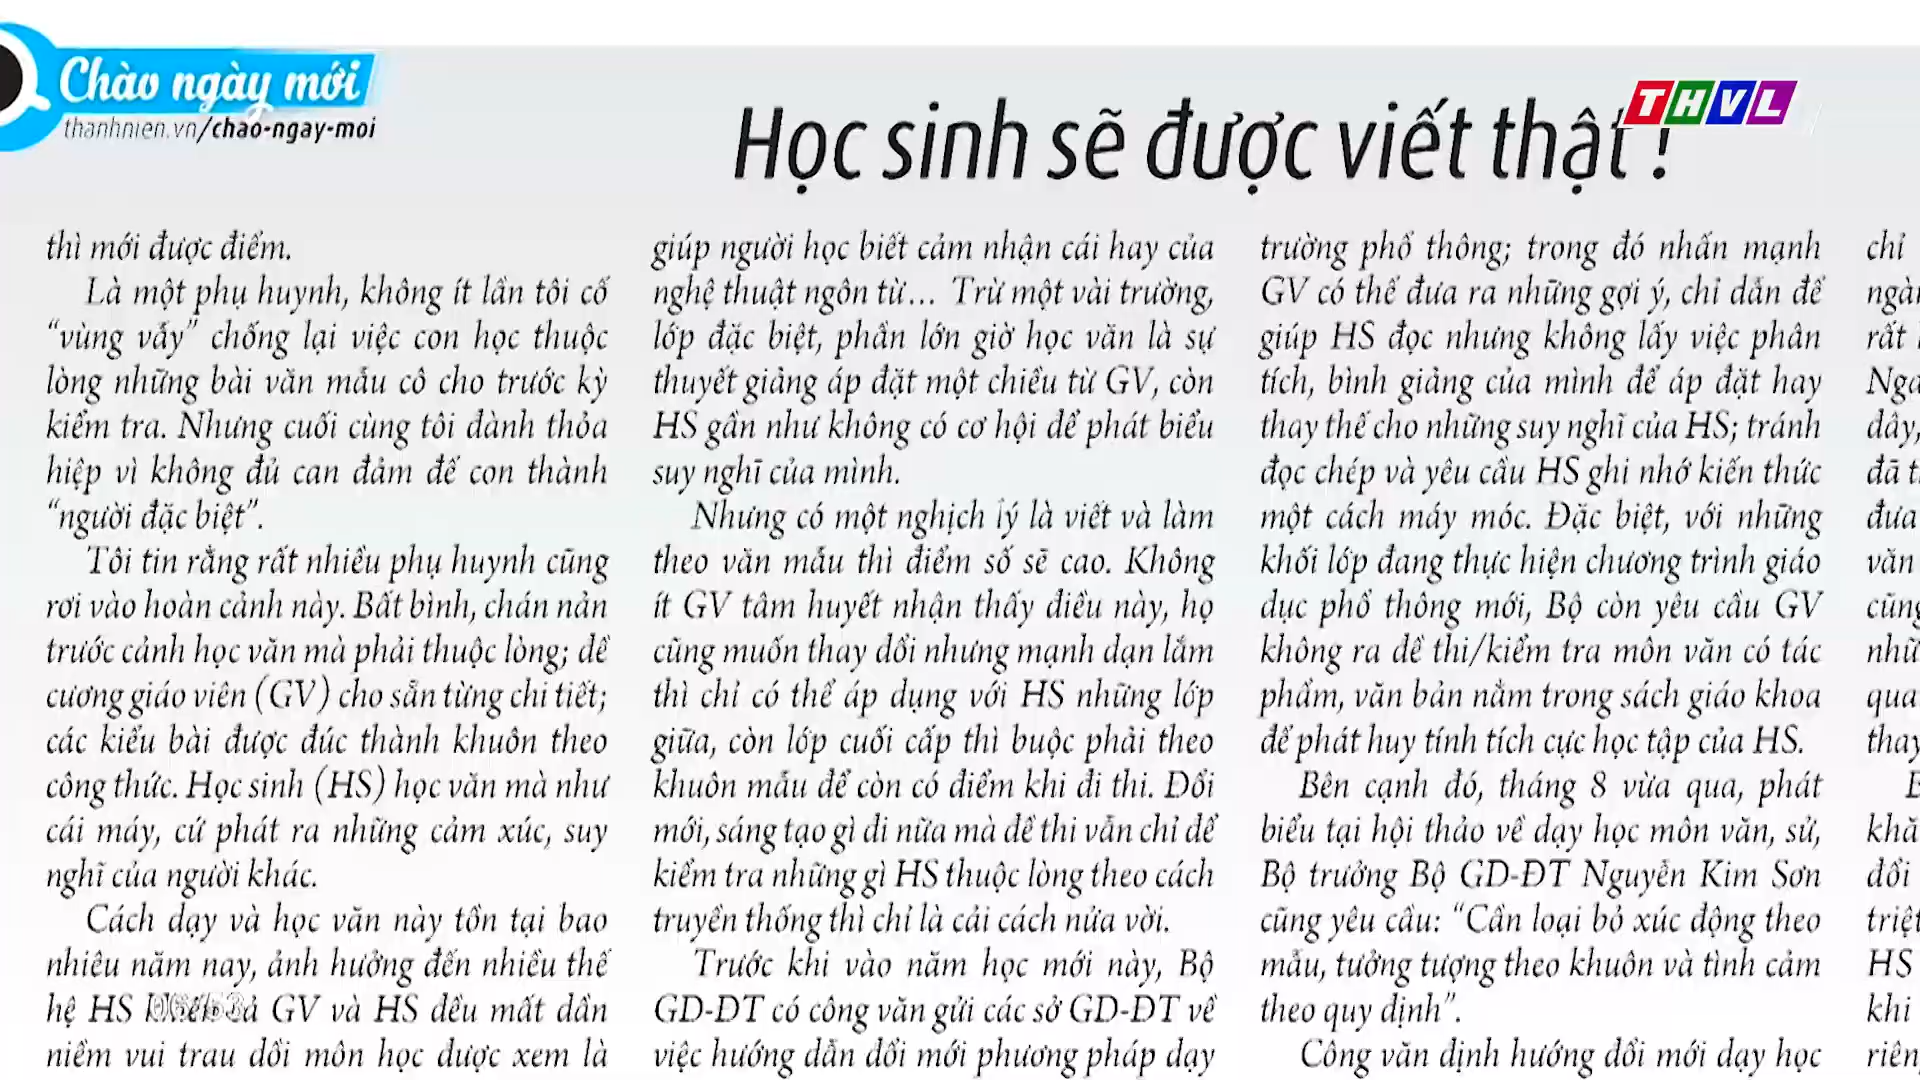 Chào ngày mới
thanhnien.vn/chao-ngay-moi
THVL
Học sinh sẽ được viết thật !
thì mới được điểm.
Là một phụ huynh, không ít lần tôi cố
“vùng vẫy” chống lại việc con học thuộc
lòng những bài văn mẫu cô cho trước kỳ
kiểm tra. Nhưng cuối cùng tôi đành thỏa
hiệp vì không đủ can đảm để con thành
“người đặc biệt”.
Tôi tin rằng rất nhiều phụ huynh cũng
rơi vào hoàn cảnh này. Bất bình, chán nản
trước cảnh học văn mà phải thuộc lòng; đề
cương giáo viên (GV) cho sẵn từng chi tiết;
các kiểu bài được đúc thành khuôn theo
công thức. Học sinh (HS) học văn mà như
cái máy, cứ phát ra những cảm xúc, suy
nghĩ của người khác.
Cách dạy và học văn này tồn tại bao
nhiêu năm nay, ảnh hưởng đến nhiều thế
hệ HS GV và HS đều mất dần
niềm vui trau dồi môn học được xem là
giúp người học biết cảm nhận cái hay của
nghệ thuật ngôn từ... Trừ một vài trường,
lớp đặc biệt, phần lớn giờ học văn là sự
thuyết giảng áp đặt một chiều từ GV, còn
HS gần như không có cơ hội để phát biểu
suy nghĩ của mình.
Nhưng có một nghịch lý là viết và làm
theo văn mẫu thì điểm số sẽ cao. Không
ít GV tâm huyết nhận thấy điều này, họ
cũng muốn thay đổi nhưng mạnh dạn lắm
thì chỉ có thể áp dụng với HS những lớp
giữa, còn lớp cuối cấp thì buộc phải theo
khuôn mẫu để còn có điểm khi đi thi. Đổi
mới, sáng tạo gì đi nữa mà đề thi vẫn chỉ để
kiểm tra những gì HS thuộc lòng theo cách
truyền thống thì chỉ là cải cách nửa vời.
Trước khi vào năm học mới này, Bộ
GD-ĐT có công văn gửi các sở GD-ĐT về
việc hướng dẫn đổi mới phương pháp dạy
trường phổ thông; trong đó nhấn mạnh
GV có thể đưa ra những gợi ý, chỉ dẫn để
giúp HS đọc nhưng không lấy việc phân
tích, bình giảng của mình để áp đặt hay
thay thế cho những suy nghĩ của HS; tránh
đọc chép và yêu cầu HS ghi nhớ kiến thức
một cách máy móc. Đặc biệt, với những
khối lớp đang thực hiện chương trình giáo
dục phổ thông mới, Bộ còn yêu cầu GV
không ra đề thi/kiểm tra môn văn có tác
phẩm, văn bản nằm trong sách giáo khoa
để phát huy tính tích cực học tập của HS.
Bên cạnh đó, tháng 8 vừa qua, phát
biểu tại hội thảo về dạy học môn văn, sử,
Bộ trưởng Bộ GD-ĐT Nguyễn Kim Sơn
cũng yêu cầu: “Cần loại bỏ xúc động theo
mẫu, tưởng tượng theo khuôn và tình cảm
theo quy định”.
Công văn định hướng đổi mới dạy học
chỉ
rất
đây,
đưa
văn
qua
đổi
HS
khi